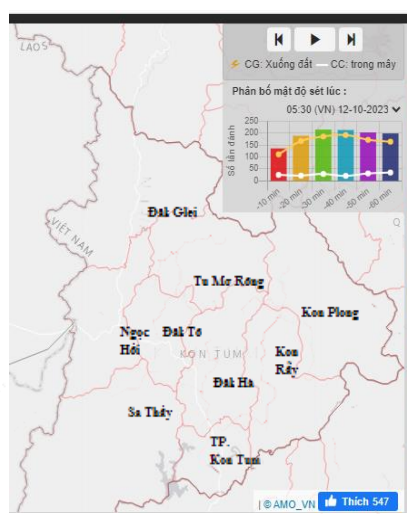 LAOS
CG: Xuống đất — CC: trong mây
Phân bố mật độ sét lúc :
05:30 (VN) 12-10-2023
Số lần đánh
250
200
150
100
50
0
-10 min
-20 min
-30 min
-40 min
-50 min
-60 min
Đăk Glei
VIỆT NAM
Q
Tu Mơ Rông
Kon Plong
Ngọc
Hồi
Đăk Tô
KON TUM
Kon
Rẫy
Đăk Hà
Sa Thầy
TP.
Kon Tum
| © AMO_VN
Thích 547